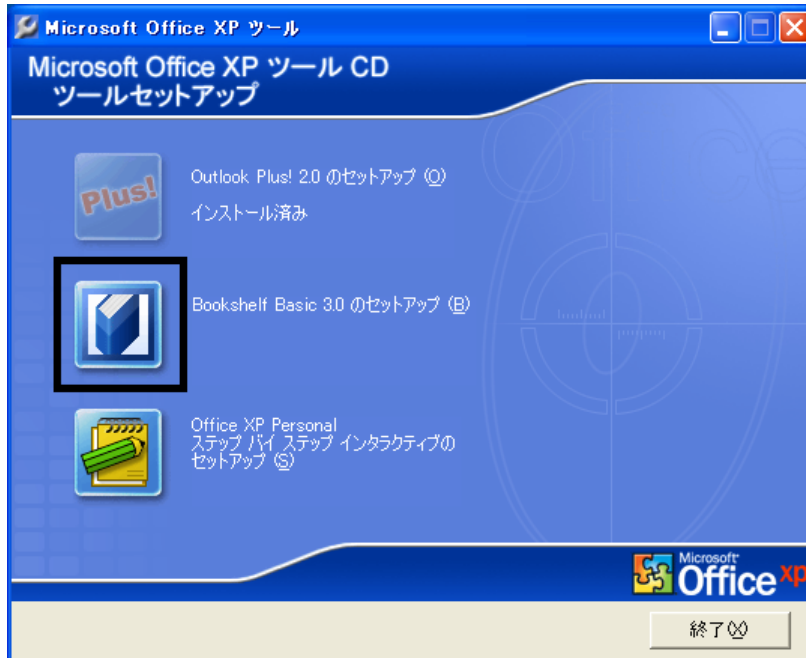 Microsoft Office XP ツール
Microsoft Office XP ツール CD
ツールセットアップ
Plus!
Outlook Plus! 2.0 のセットアップ (O)
インストール済み
Bookshelf Basic 3.0 のセットアップ (B)
Office XP Personal
ステップ バイ ステップ インタラクティブの
セットアップ (S)
Office
Microsoft
Office xp
終了(X)